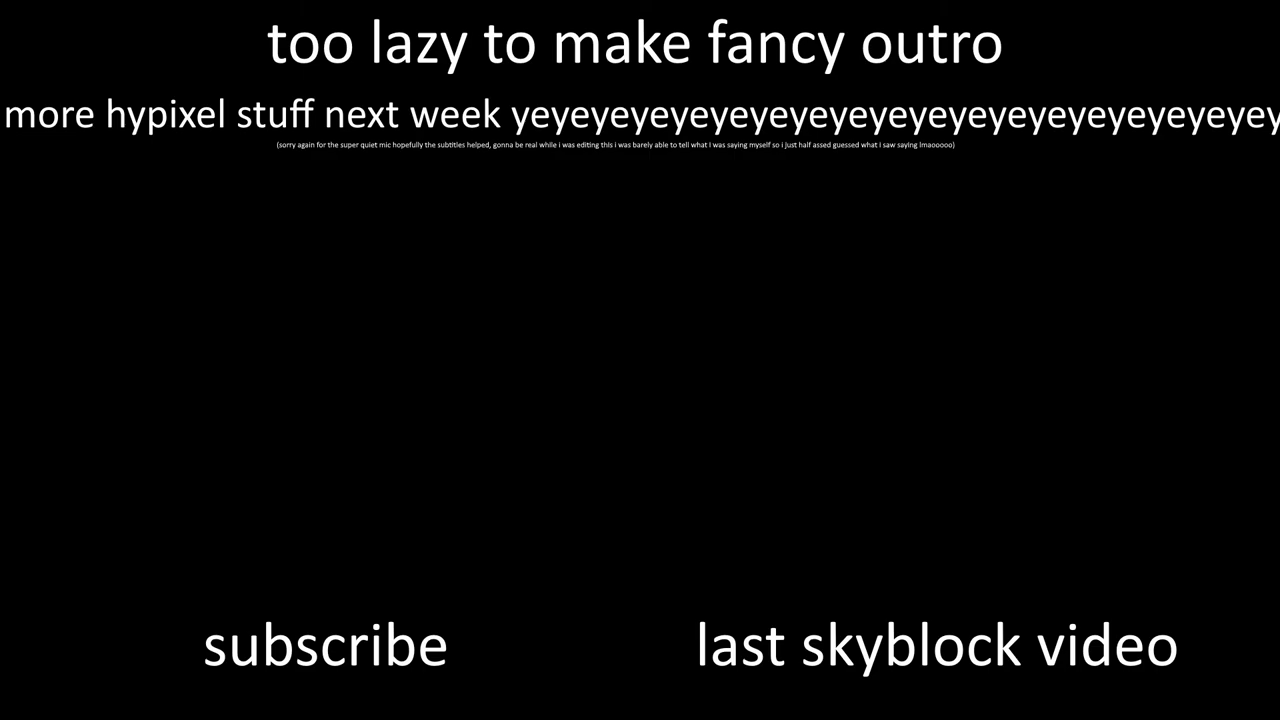 too lazy to make fancy outro
more hypixel stuff next week yeyeyeyeyeyeyeyeyeyeyeyeyeyeyeyeyeyeyey
(sorry again for the super quiet mic hopefully the subtitles helped, gonna be real while i was editing this i was barely able to tell what I was saying myself so i just half assed guessed what I saw saying lmaooooo)
subscribe
last skyblock video